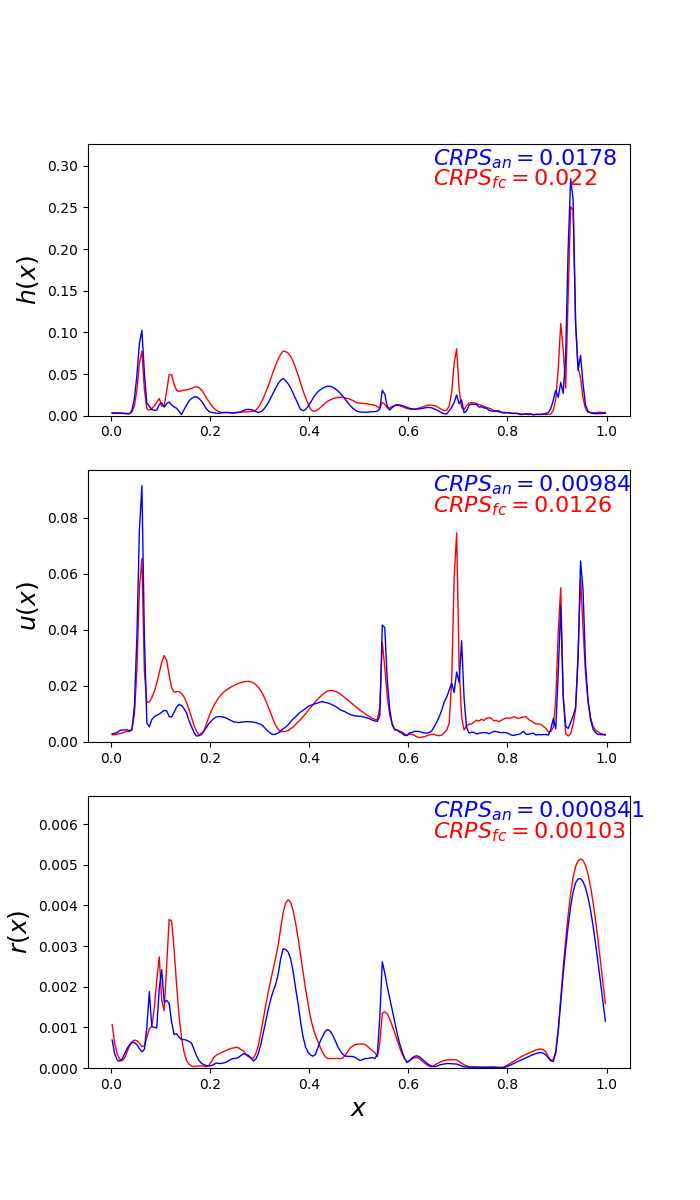 CRPS_an = 0.0178
CRPS_fc = 0.022
0.30
0.25
0.20
0.15
0.10
0.05
0.00
h(x)
0.0 0.2 0.4 0.6 0.8 1.0
CRPS_an = 0.00984
CRPS_fc = 0.0126
0.08
0.06
0.04
0.02
0.00
u(x)
0.0 0.2 0.4 0.6 0.8 1.0
CRPS_an = 0.000841
CRPS_fc = 0.00103
0.006
0.005
0.004
0.003
0.002
0.001
0.000
r(x)
0.0 0.2 0.4 0.6 0.8 1.0
x